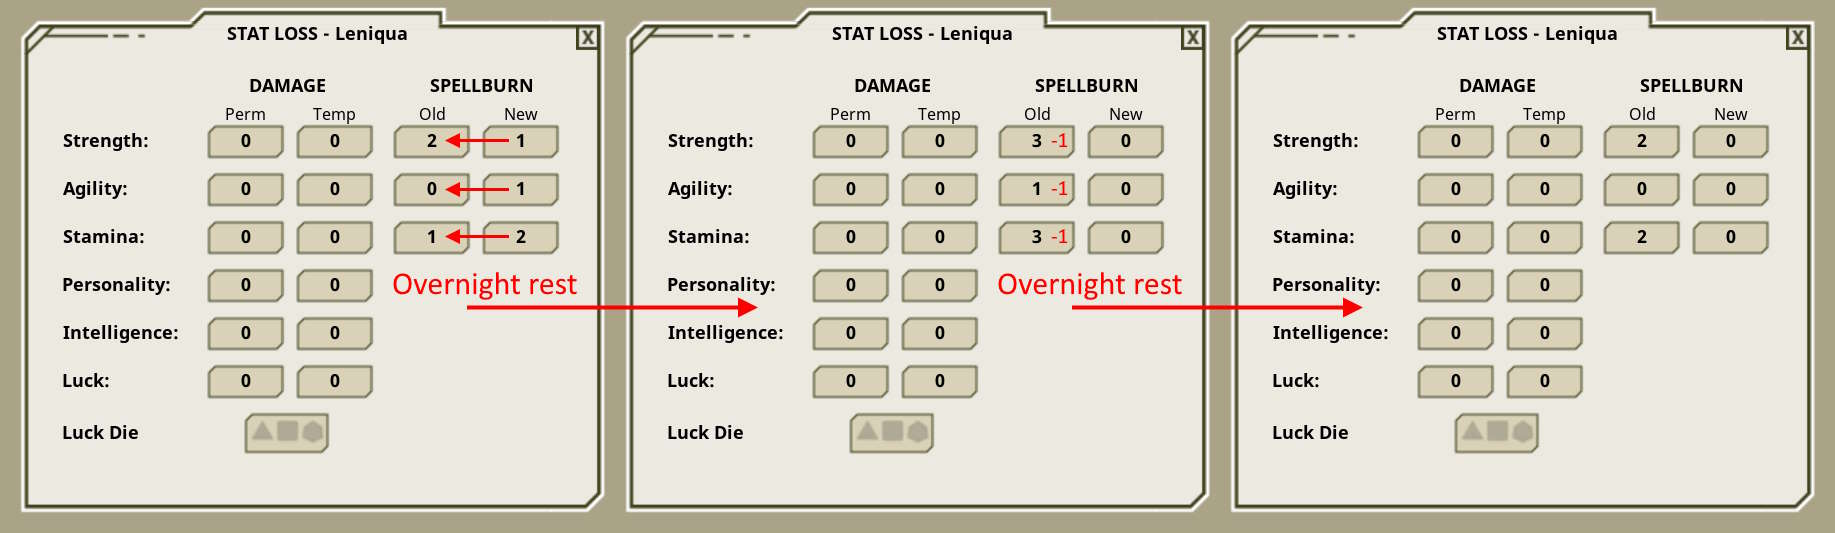 STAT LOSS - Leniqua X
DAMAGE SPELLBURN
Perm Temp Old New
Strength: 0 0 2 1
Agility: 0 0 0 1
Stamina: 0 0 1 2
Personality: 0 0
Overnight rest
Intelligence: 0 0
Luck: 0 0
Luck Die
STAT LOSS - Leniqua X
DAMAGE SPELLBURN
Perm Temp Old New
Strength: 0 0 3 -1 0
Agility: 0 0 1 -1 0
Stamina: 0 0 3 -1 0
Personality: 0 0
Overnight rest
Intelligence: 0 0
Luck: 0 0
Luck Die
STAT LOSS - Leniqua X
DAMAGE SPELLBURN
Perm Temp Old New
Strength: 0 0 2 0
Agility: 0 0 0 0
Stamina: 0 0 2 0
Personality: 0 0
Intelligence: 0 0
Luck: 0 0
Luck Die